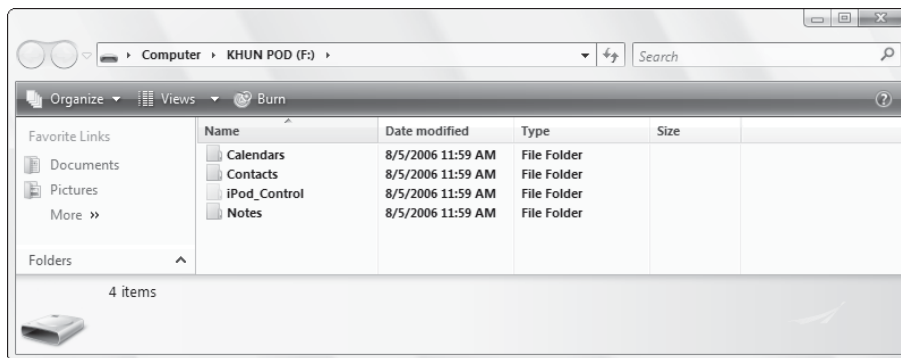 Computer KHUN POD (F:) Search
Organize Views Burn
Favorite Links
Documents
Pictures
More »
Folders
Name Date modified Type Size
Calendars 8/5/2006 11:59 AM File Folder
Contacts 8/5/2006 11:59 AM File Folder
iPod_Control 8/5/2006 11:59 AM File Folder
Notes 8/5/2006 11:59 AM File Folder
4 items